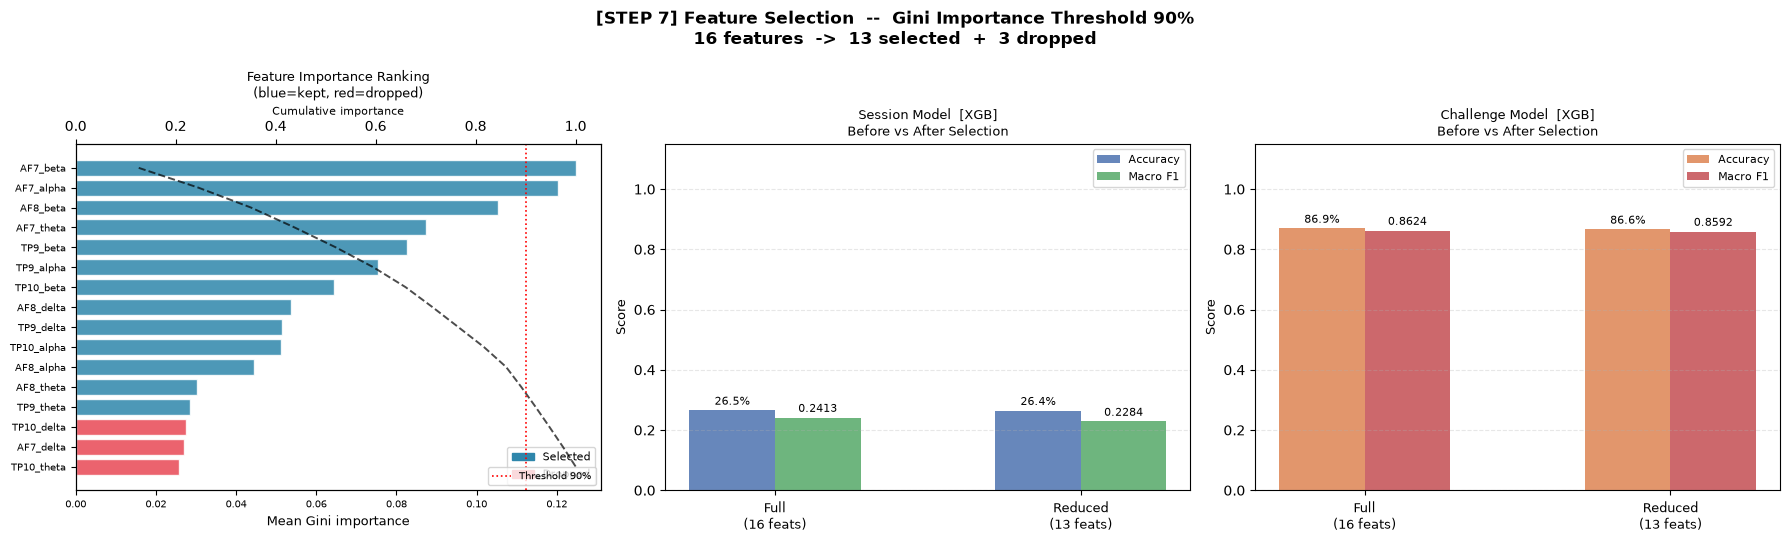 [STEP 7] Feature Selection  --  Gini Importance Threshold 90%
16 features  ->  13 selected  +  3 dropped
Feature Importance Ranking
(blue=kept, red=dropped)
Cumulative importance
0.0 0.2 0.4 0.6 0.8 1.0
AF7_beta
AF7_alpha
AF8_beta
AF7_theta
TP9_beta
TP9_alpha
TP10_beta
AF8_delta
TP9_delta
TP10_alpha
AF8_alpha
AF8_theta
TP9_theta
TP10_delta
AF7_delta
TP10_theta
Selected
Threshold 90%
0.00 0.02 0.04 0.06 0.08 0.10 0.12
Mean Gini importance
Session Model  [XGB]
Before vs After Selection
Accuracy
Macro F1
Score
1.0
0.8
0.6
0.4
0.2
0.0
26.5% 0.2413 26.4% 0.2284
Full Reduced
(16 feats) (13 feats)
Challenge Model  [XGB]
Before vs After Selection
Accuracy
Macro F1
Score
1.0
0.8
0.6
0.4
0.2
0.0
86.9% 0.8624 86.6% 0.8592
Full Reduced
(16 feats) (13 feats)